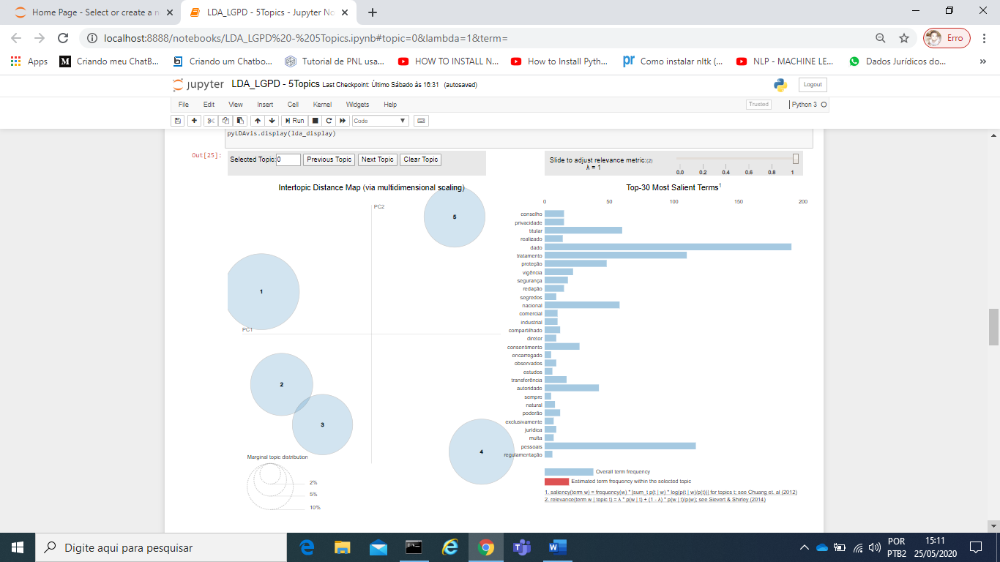 Home Page - Select or create a n
LDA_LGPD - 5Topics - Jupyter No
localhost:8888/notebooks/LDA_LGPD%20-%205Topics.ipynb#topic=0&lambda=1&term=
Erro
Apps
M Criando meu ChatB...
Criando um Chatbo...
Tutorial de PNL usa...
HOW TO INSTALL N...
How to Install Pyth...
pr Como instalar nltk (...
NLP - MACHINE LE...
Dados Jurídicos do...
»
jupyter LDA_LGPD - 5Topics Last Checkpoint: Último Sábado às 16:31 (autosaved)
Logout
File Edit View Insert Cell Kernel Widgets Help
Trusted
Python 3
Run
Code
pyLDAvis.display(lda_display)
Out[25]:
Selected Topic: 0 Previous Topic Next Topic Clear Topic
Slide to adjust relevance metric:(2)
λ = 1
0.0 0.2 0.4 0.6 0.8 1
Intertopic Distance Map (via multidimensional scaling)
PC2
5
1
PC1
2
3
4
Marginal topic distribution
2%
5%
10%
Top-30 Most Salient Terms1
0 50 100 150 200
conselho
privacidade
titular
realizado
dado
tratamento
proteção
vigência
segurança
redação
segredos
nacional
comercial
industrial
compartilhado
diretor
consentimento
encarregado
observados
estudos
transferência
autoridade
sempre
natural
poderão
exclusivamente
jurídica
multa
pessoais
regulamentação
Overall term frequency
Estimated term frequency within the selected topic
1. saliency(term w) = frequency(w) * [sum_t p(t | w) * log(p(t | w)/p(t))] for topics t; see Chuang et. al (2012)
2. relevance(term w | topic t) = λ * p(w | t) + (1 - λ) * p(w | t)/p(w); see Sievert & Shirley (2014)
Digite aqui para pesquisar
POR
PTB2
15:11
25/05/2020